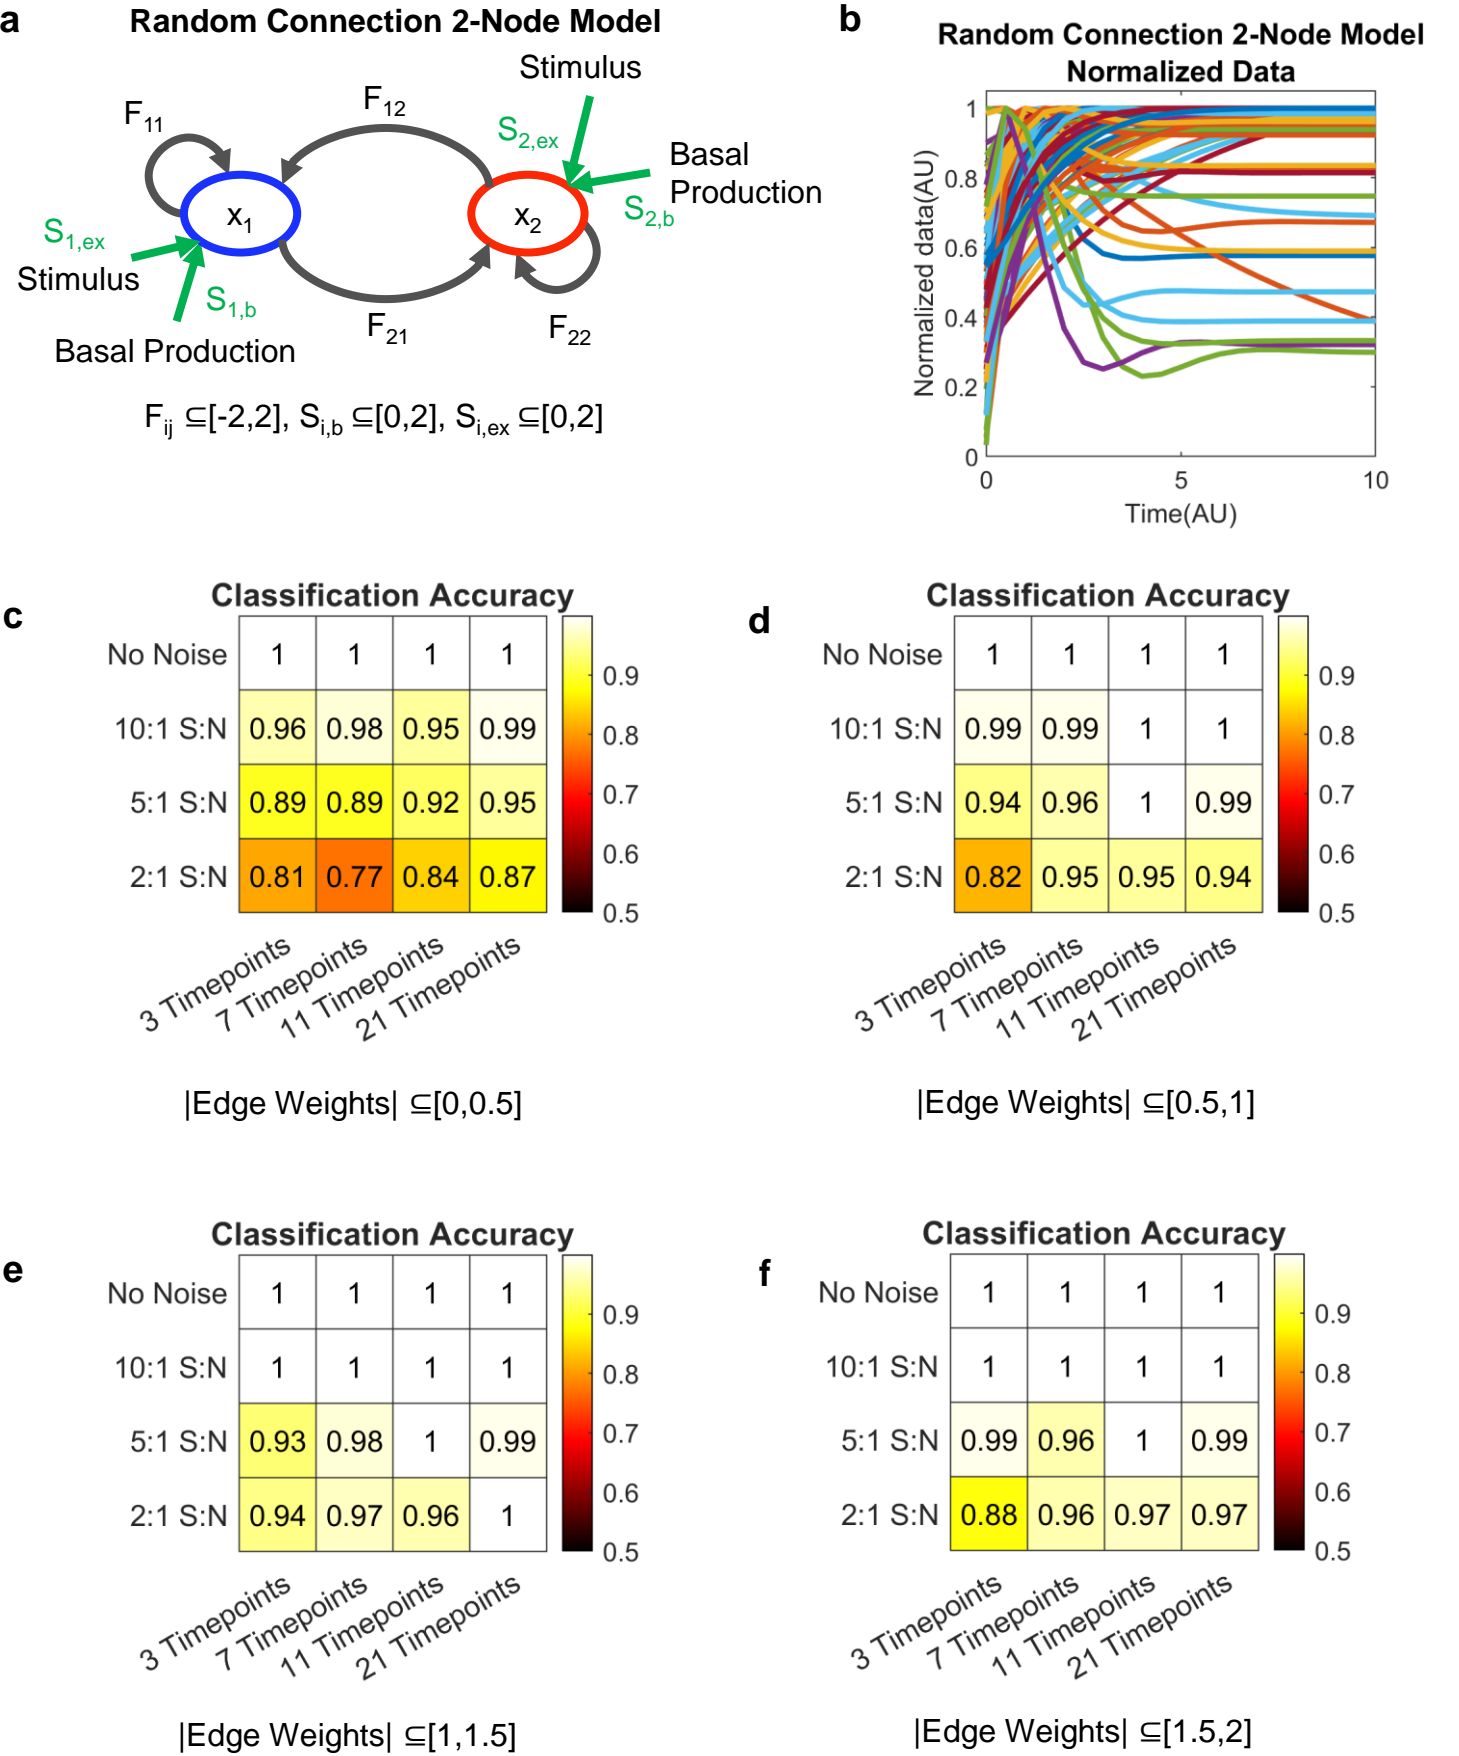 a
Random Connection 2-Node Model
Stimulus
F12
F11
S2,ex
Basal
Production
x1
x2
S2,b
S1,ex
Stimulus
S1,b
F21
F22
Basal Production
Fij ⊆[-2,2], Si,b ⊆[0,2], Si,ex ⊆[0,2]
b
Random Connection 2-Node Model
Normalized Data
Normalized data(AU)
1
0.8
0.6
0.4
0.2
0
0 5 10
Time(AU)
c
Classification Accuracy
No Noise 1 1 1 1
10:1 S:N 0.96 0.98 0.95 0.99
5:1 S:N 0.89 0.89 0.92 0.95
2:1 S:N 0.81 0.77 0.84 0.87
0.9
0.8
0.7
0.6
0.5
3 Timepoints
7 Timepoints
11 Timepoints
21 Timepoints
|Edge Weights| ⊆[0,0.5]
d
Classification Accuracy
No Noise 1 1 1 1
10:1 S:N 0.99 0.99 1 1
5:1 S:N 0.94 0.96 1 0.99
2:1 S:N 0.82 0.95 0.95 0.94
0.9
0.8
0.7
0.6
0.5
3 Timepoints
7 Timepoints
11 Timepoints
21 Timepoints
|Edge Weights| ⊆[0.5,1]
e
Classification Accuracy
No Noise 1 1 1 1
10:1 S:N 1 1 1 1
5:1 S:N 0.93 0.98 1 0.99
2:1 S:N 0.94 0.97 0.96 1
0.9
0.8
0.7
0.6
0.5
3 Timepoints
7 Timepoints
11 Timepoints
21 Timepoints
|Edge Weights| ⊆[1,1.5]
f
Classification Accuracy
No Noise 1 1 1 1
10:1 S:N 1 1 1 1
5:1 S:N 0.99 0.96 1 0.99
2:1 S:N 0.88 0.96 0.97 0.97
0.9
0.8
0.7
0.6
0.5
3 Timepoints
7 Timepoints
11 Timepoints
21 Timepoints
|Edge Weights| ⊆[1.5,2]